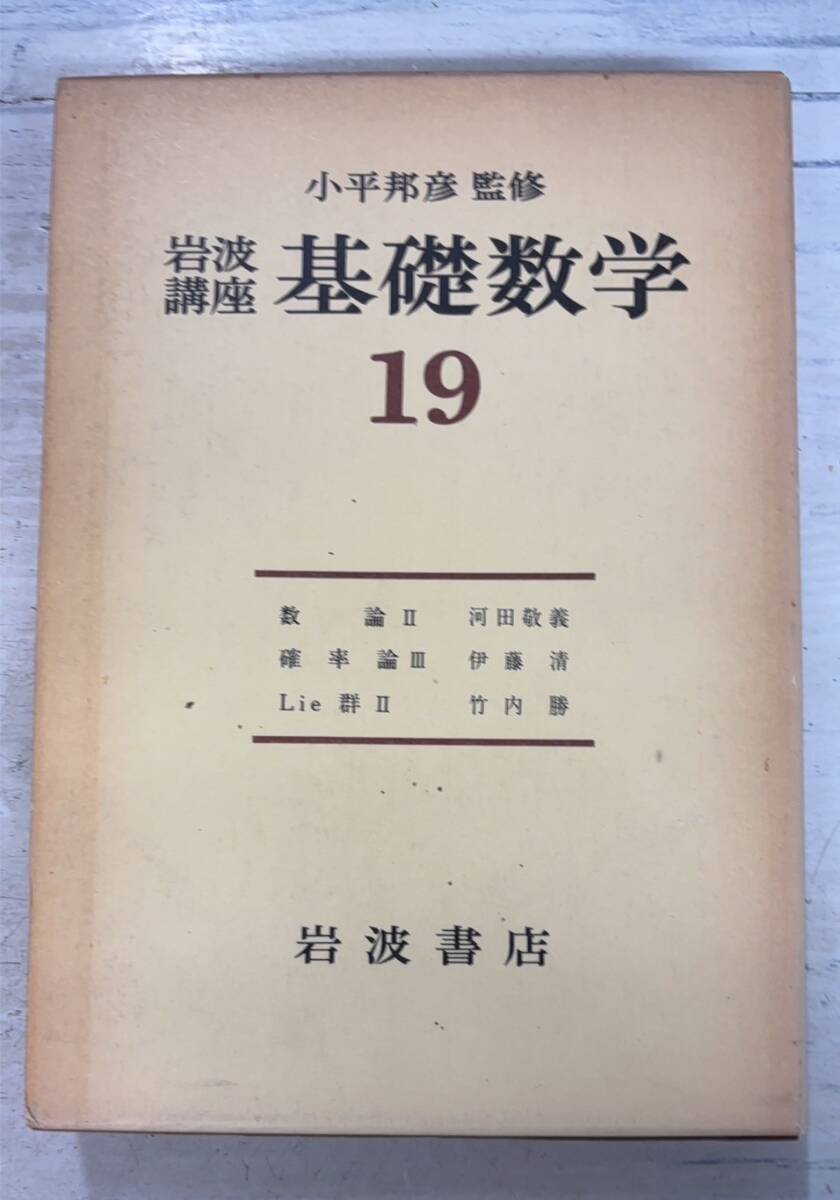 小平邦彦 監修
岩波講座 基礎数学
19
数論 II 河田敬義
確率論 III 伊藤清
Lie 群 II 竹内勝
岩波書店